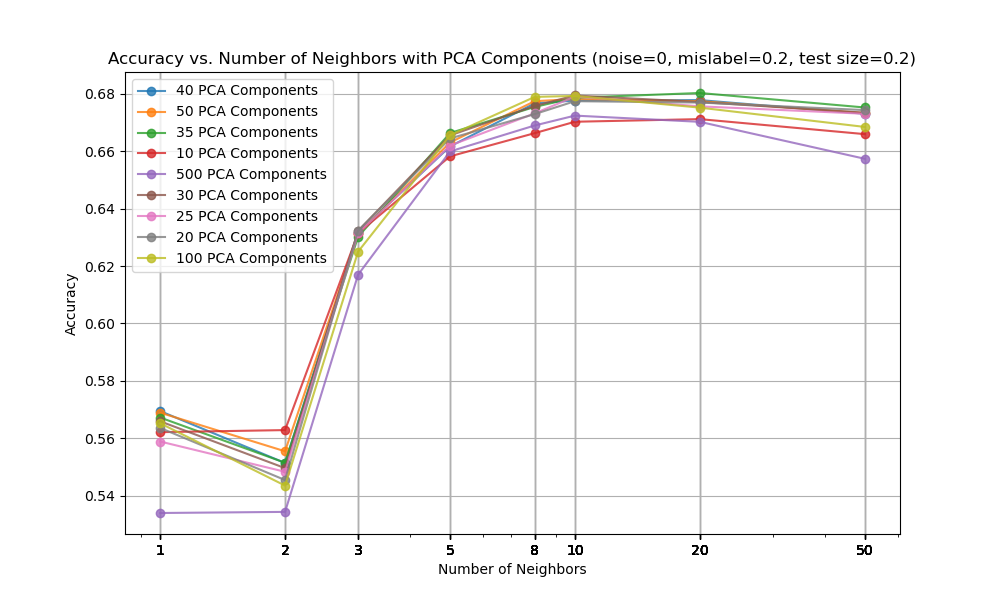 Accuracy vs. Number of Neighbors with PCA Components (noise=0, mislabel=0.2, test size=0.2)
40 PCA Components
50 PCA Components
35 PCA Components
10 PCA Components
500 PCA Components
30 PCA Components
25 PCA Components
20 PCA Components
100 PCA Components
Accuracy
0.68
0.66
0.64
0.62
0.60
0.58
0.56
0.54
1 2 3 5 8 10 20 50
Number of Neighbors